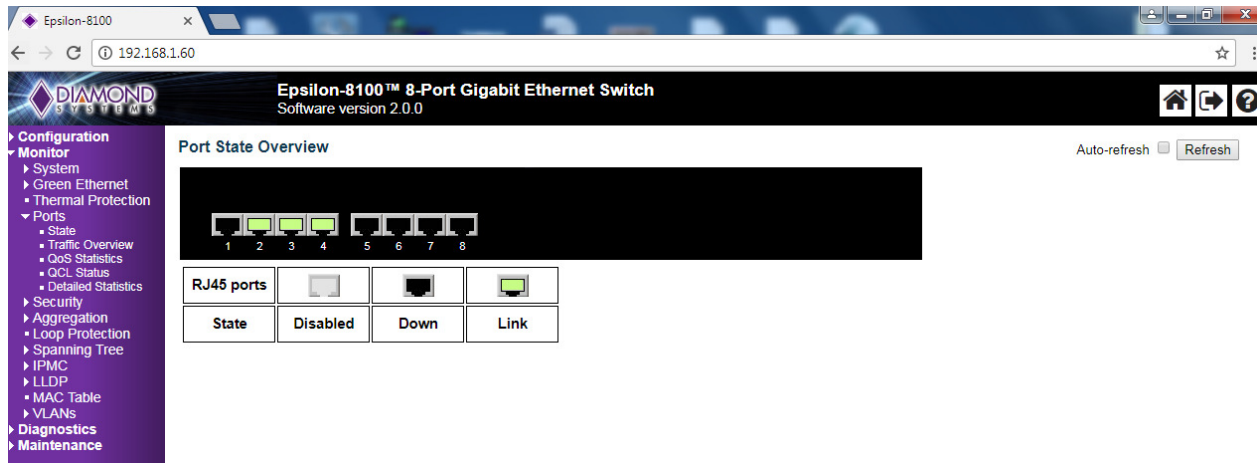 Epsilon-8100
192.168.1.60
DIAMOND
SYSTEMS
Epsilon-8100™ 8-Port Gigabit Ethernet Switch
Software version 2.0.0
Configuration
Monitor
System
Green Ethernet
Thermal Protection
Ports
State
Traffic Overview
QoS Statistics
QCL Status
Detailed Statistics
Security
Aggregation
Loop Protection
Spanning Tree
IPMC
LLDP
MAC Table
VLANs
Diagnostics
Maintenance
Port State Overview
Auto-refresh Refresh
1 2 3 4 5 6 7 8
RJ45 ports
State Disabled Down Link